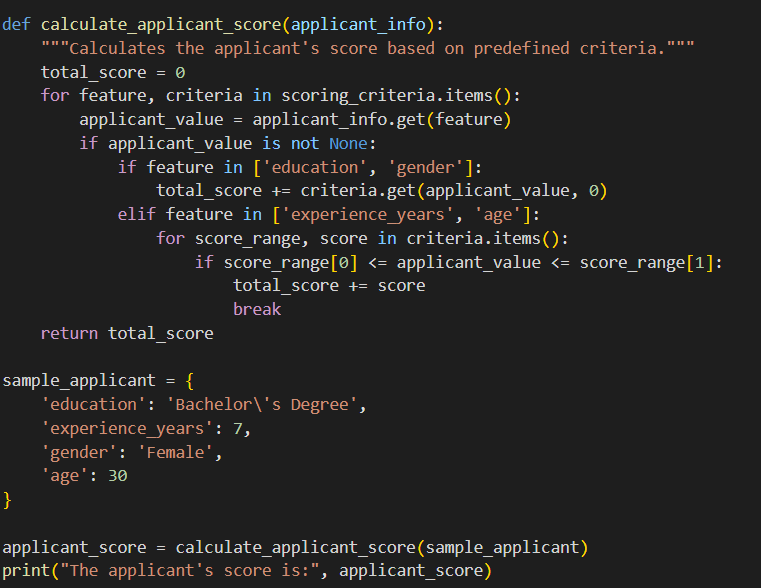 def calculate_applicant_score(applicant_info):
    """Calculates the applicant's score based on predefined criteria."""
    total_score = 0
    for feature, criteria in scoring_criteria.items():
        applicant_value = applicant_info.get(feature)
        if applicant_value is not None:
            if feature in ['education', 'gender']:
                total_score += criteria.get(applicant_value, 0)
            elif feature in ['experience_years', 'age']:
                for score_range, score in criteria.items():
                    if score_range[0] <= applicant_value <= score_range[1]:
                        total_score += score
                        break
    return total_score

sample_applicant = {
    'education': 'Bachelor\'s Degree',
    'experience_years': 7,
    'gender': 'Female',
    'age': 30
}

applicant_score = calculate_applicant_score(sample_applicant)
print("The applicant's score is:", applicant_score)